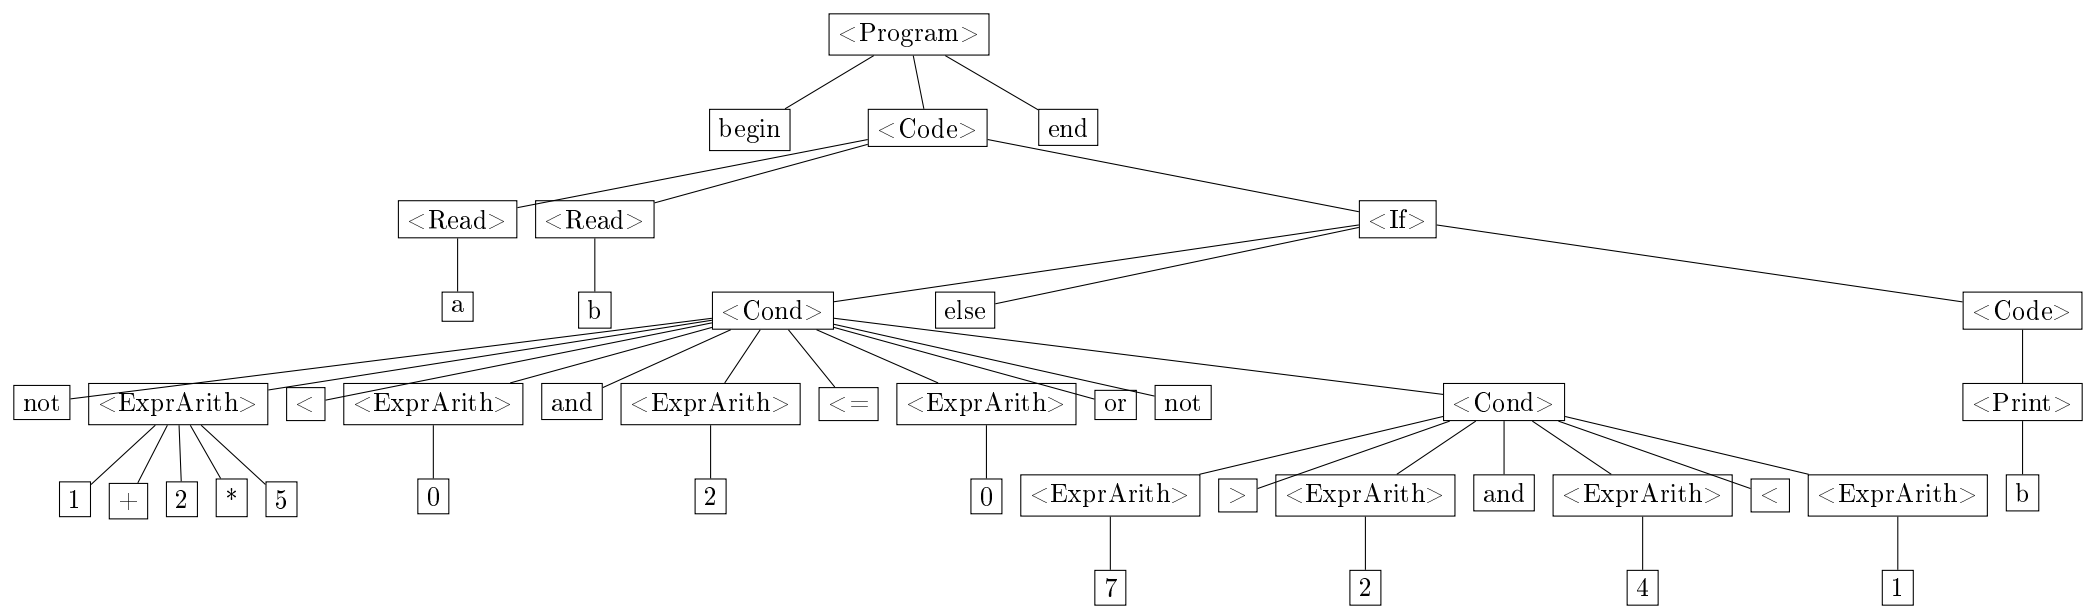 <Program>
begin <Code> end
<Read> <Read> <If>
a b <Cond> else <Code>
not <ExprArith> < <ExprArith> and <ExprArith> <= <ExprArith> or not <Cond> <Print>
1 + 2 * 5 0 2 0 <ExprArith> > <ExprArith> and <ExprArith> < <ExprArith> b
7 2 4 1